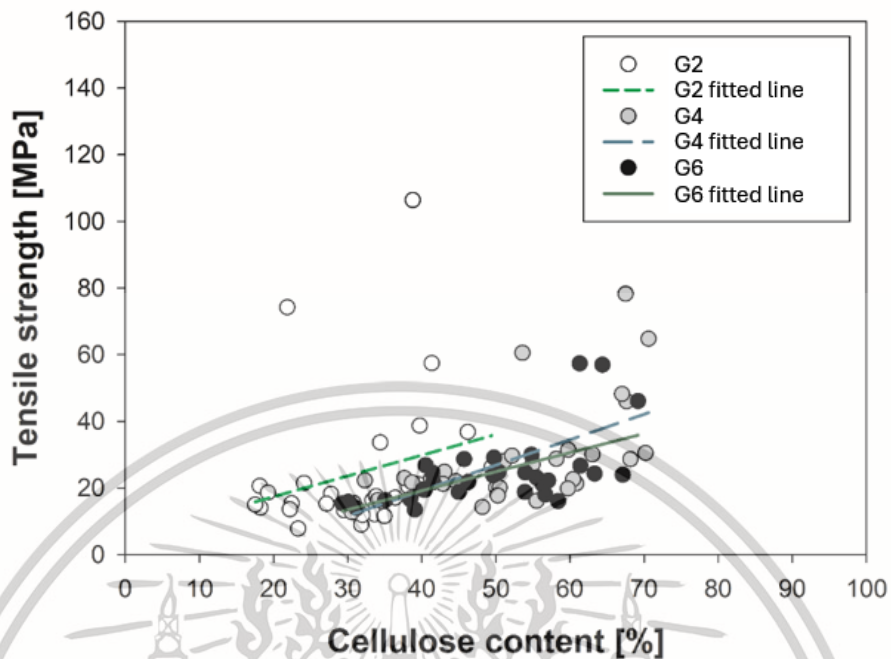 160
140
120
100
80
60
40
20
0
Tensile strength [MPa]
G2
G2 fitted line
G4
G4 fitted line
G6
G6 fitted line
0 10 20 30 40 50 60 70 80 90 100
Cellulose content [%]